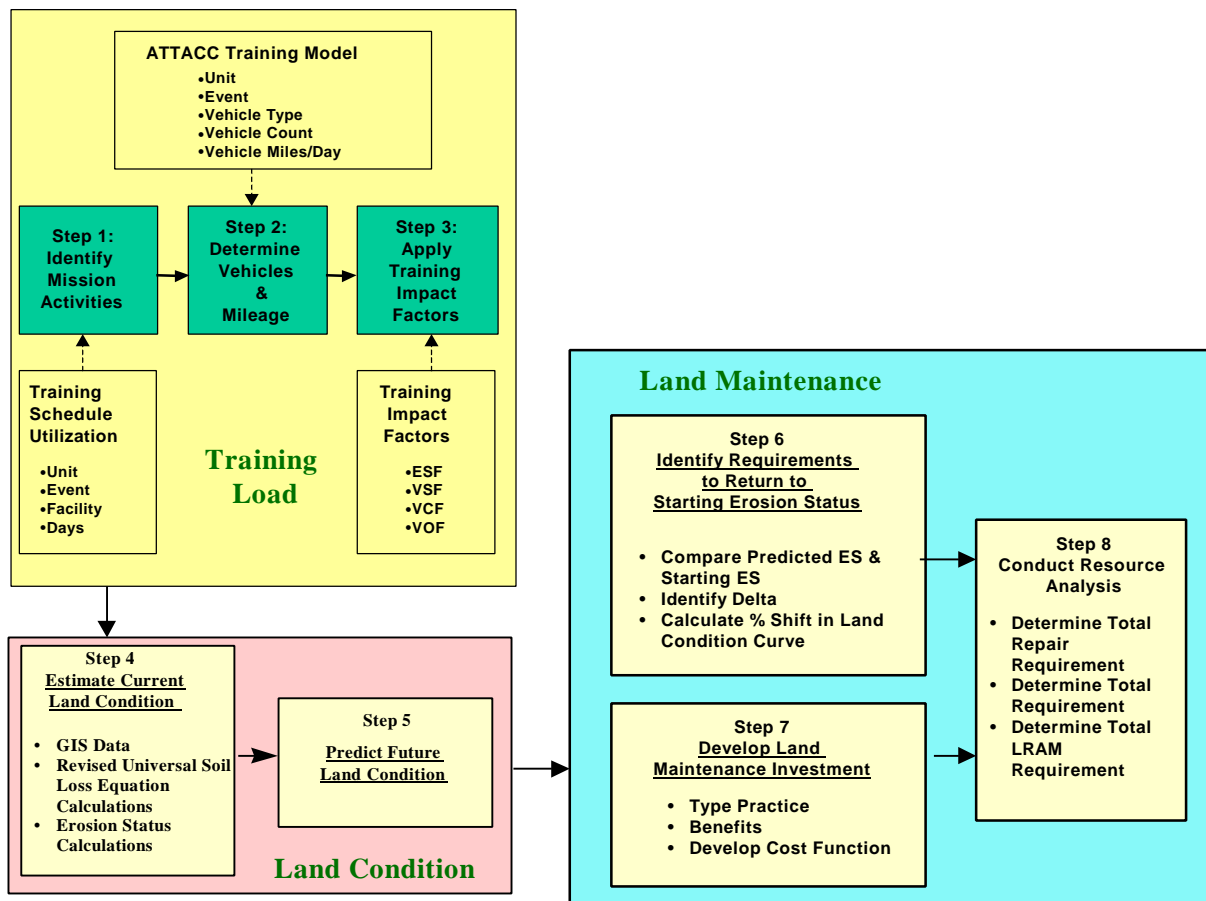 ATTACC Training Model
•Unit
•Event
•Vehicle Type
•Vehicle Count
•Vehicle Miles/Day
Step 1:
Identify
Mission
Activities
Step 2:
Determine
Vehicles
&
Mileage
Step 3:
Apply
Training
Impact
Factors
Training
Schedule
Utilization
•Unit
•Event
•Facility
•Days
Training
Load
Training
Impact
Factors
•ESF
•VSF
•VCF
•VOF
Step 4
Estimate Current
Land Condition
• GIS Data
• Revised Universal Soil
Loss Equation
Calculations
• Erosion Status
Calculations
Step 5
Predict Future
Land Condition
Land Condition
Land Maintenance
Step 6
Identify Requirements
to Return to
Starting Erosion Status
• Compare Predicted ES &
Starting ES
• Identify Delta
• Calculate % Shift in Land
Condition Curve
Step 7
Develop Land
Maintenance Investment
• Type Practice
• Benefits
• Develop Cost Function
Step 8
Conduct Resource
Analysis
• Determine Total
Repair
Requirement
• Determine Total
Requirement
• Determine Total
LRAM
Requirement